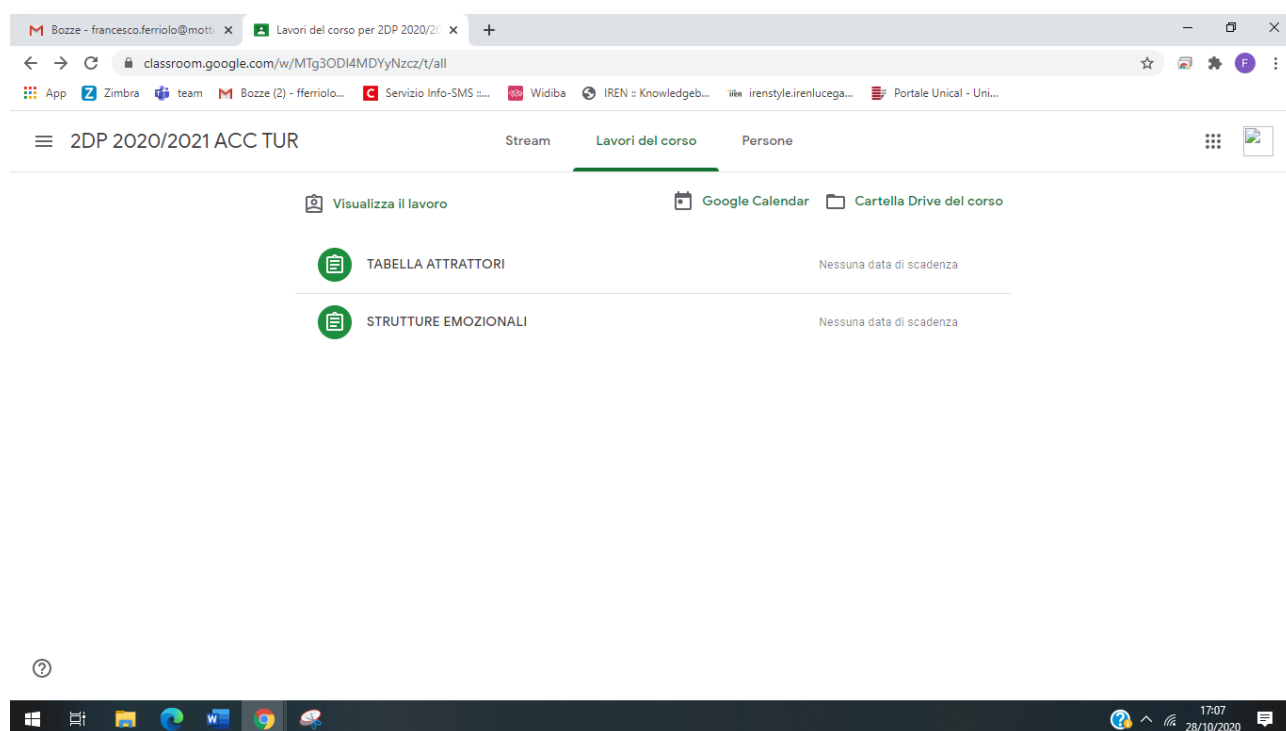 Bozze - francesco.ferriolo@motti
Lavori del corso per 2DP 2020/20
classroom.google.com/w/MTg3ODI4MDYyNzcz/t/all
App Zimbra team Bozze (2) - fferriolo... Servizio Info-SMS ::... Widiba IREN :: Knowledgeb... irenstyle.irenlucega... Portale Unical - Uni...
2DP 2020/2021 ACC TUR Stream Lavori del corso Persone
Visualizza il lavoro Google Calendar Cartella Drive del corso
TABELLA ATTRATTORI Nessuna data di scadenza
STRUTTURE EMOZIONALI Nessuna data di scadenza
17:07
28/10/2020